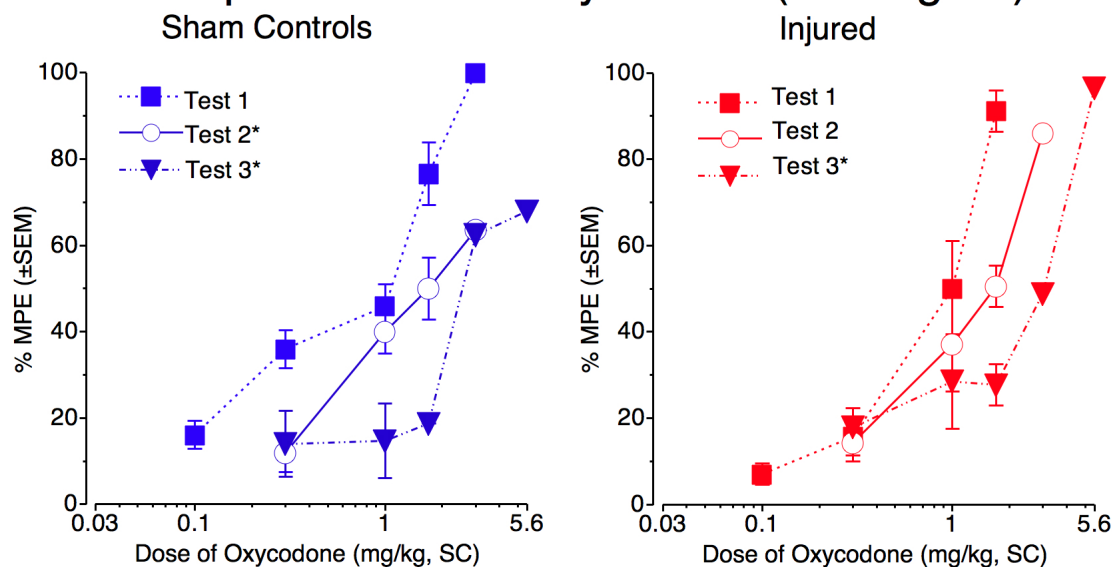 Sham Controls
100
80
60
40
20
0
% MPE (±SEM)
Test 1
Test 2*
Test 3*
0.03
0.1
1
5.6
Dose of Oxycodone (mg/kg, SC)
Injured
100
80
60
40
20
0
% MPE (±SEM)
Test 1
Test 2
Test 3*
0.03
0.1
1
5.6
Dose of Oxycodone (mg/kg, SC)